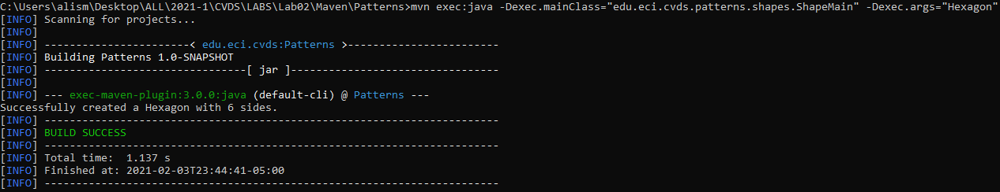 C:\Users\alism\Desktop\ALL\2021-1\CVDS\LABS\Lab02\Maven\Patterns>mvn exec:java -Dexec.mainClass="edu.eci.cvds.patterns.shapes.ShapeMain" -Dexec.args="Hexagon"
[INFO] Scanning for projects...
[INFO]
[INFO] -----------------------< edu.eci.cvds:Patterns >------------------------
[INFO] Building Patterns 1.0-SNAPSHOT
[INFO] --------------------------------[ jar ]---------------------------------
[INFO]
[INFO] --- exec-maven-plugin:3.0.0:java (default-cli) @ Patterns ---
Successfully created a Hexagon with 6 sides.
[INFO] ------------------------------------------------------------------------
[INFO] BUILD SUCCESS
[INFO] ------------------------------------------------------------------------
[INFO] Total time:  1.137 s
[INFO] Finished at: 2021-02-03T23:44:41-05:00
[INFO] ------------------------------------------------------------------------